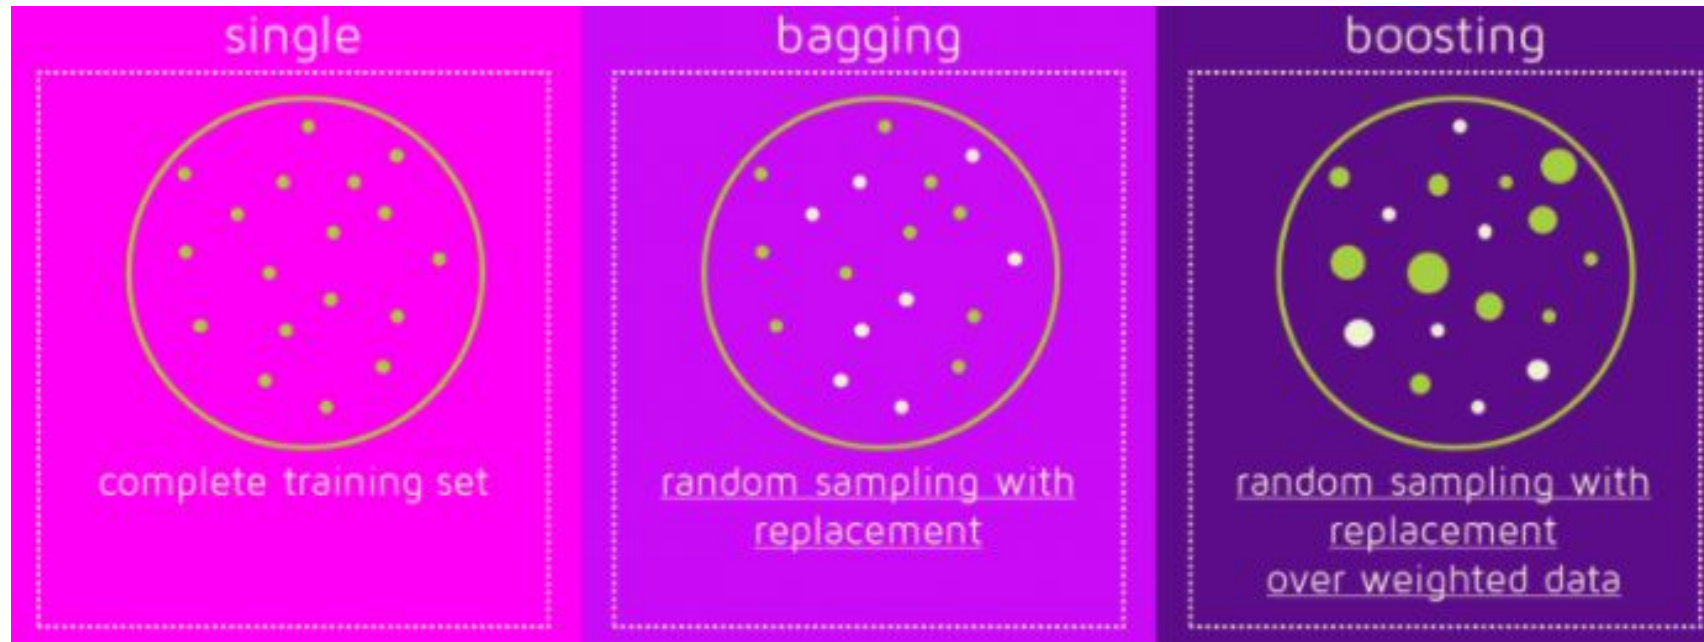 single
complete training set
bagging
random sampling with
replacement
boosting
random sampling with
replacement
over weighted data